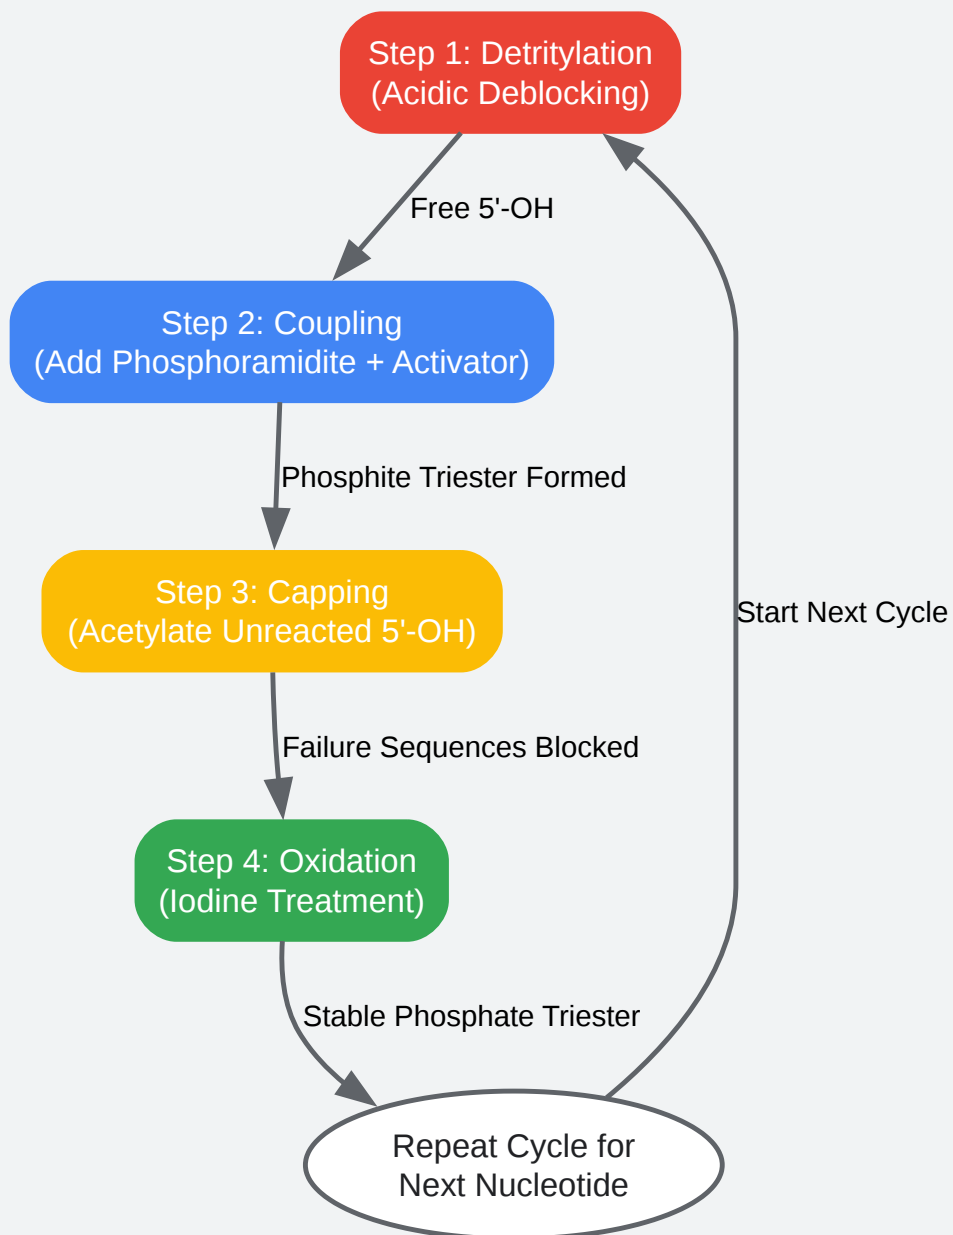 Step 1: Detritylation
(Acidic Deblocking)
Free 5'-OH
Step 2: Coupling
(Add Phosphoramidite + Activator)
Phosphite Triester Formed
Step 3: Capping
(Acetylate Unreacted 5'-OH)
Start Next Cycle
Failure Sequences Blocked
Step 4: Oxidation
(Iodine Treatment)
Stable Phosphate Triester
Repeat Cycle for
Next Nucleotide